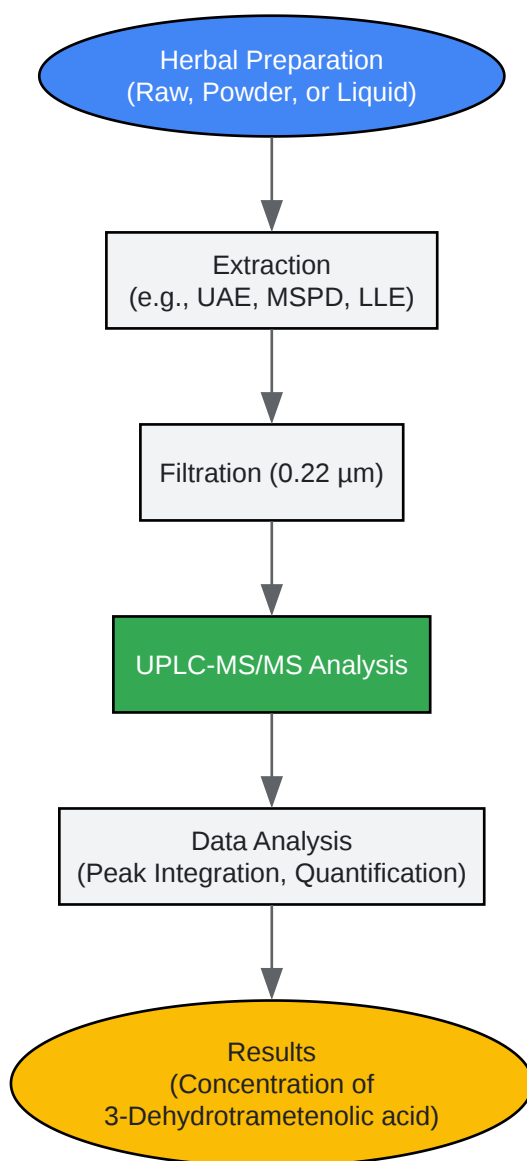 Herbal Preparation
(Raw, Powder, or Liquid)
Extraction
(e.g., UAE, MSPD, LLE)
Filtration (0.22 µm)
UPLC-MS/MS Analysis
Data Analysis
(Peak Integration, Quantification)
Results
(Concentration of
3-Dehydrotrametenolic acid)